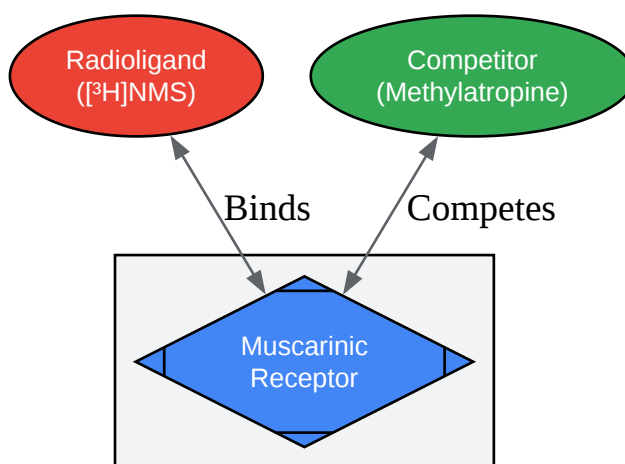 Radioligand
([³H]NMS)
Competitor
(Methylatropine)
Binds
Competes
Muscarinic
Receptor